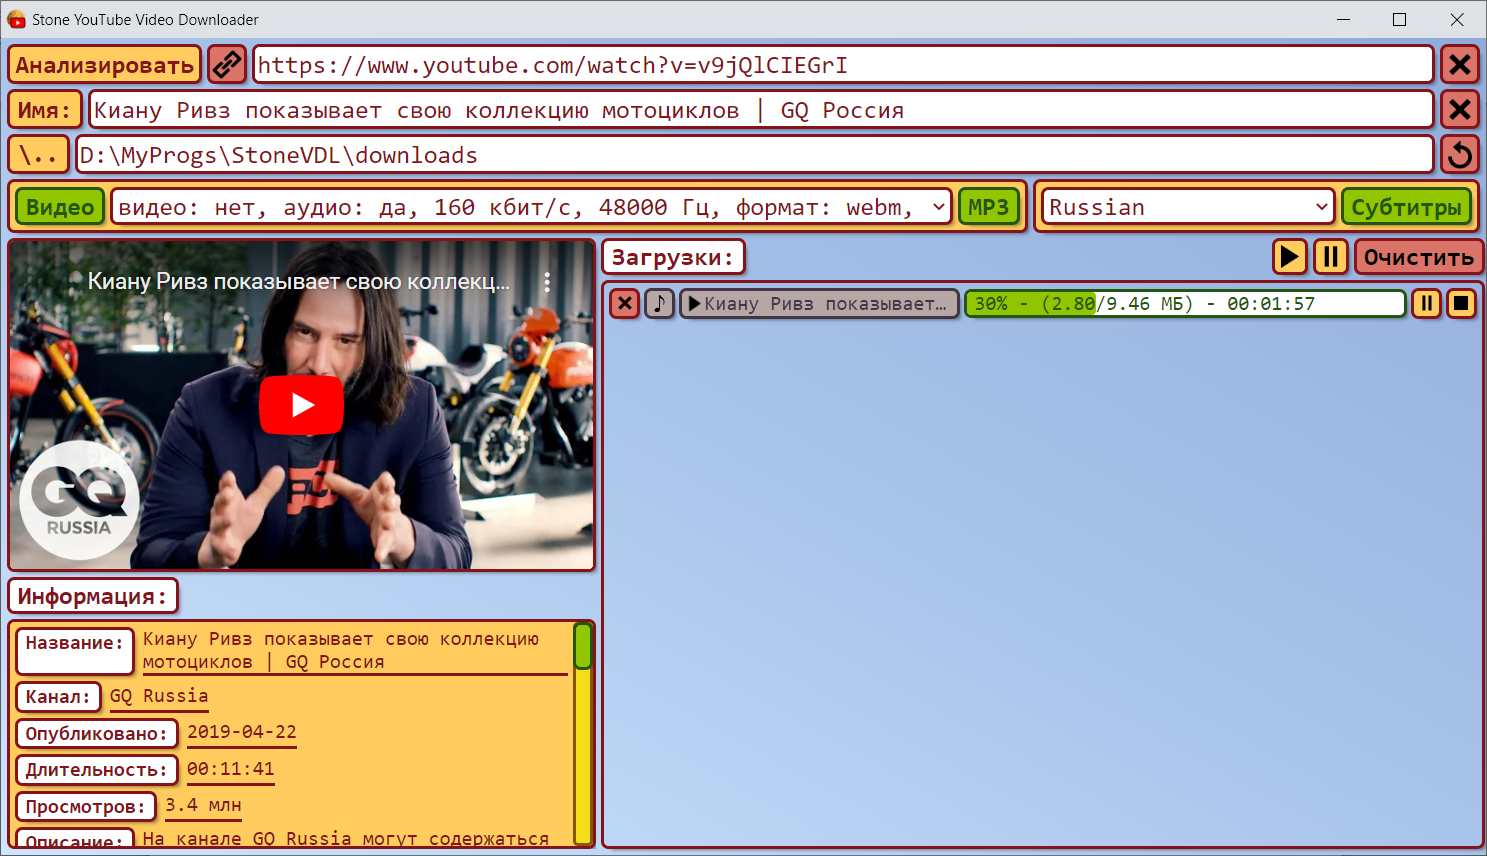 Stone YouTube Video Downloader
Анализировать https://www.youtube.com/watch?v=v9jQlCIEGrI
Имя: Киану Ривз показывает свою коллекцию мотоциклов | GQ Россия
\.. D:\MyProgs\StoneVDL\downloads
Видео видео: нет, аудио: да, 160 кбит/с, 48000 Гц, формат: webm, MP3 Russian Субтитры
Киану Ривз показывает свою коллекц...
GQ
RUSSIA
Загрузки: Очистить
Киану Ривз показывает… 30% - (2.80/9.46 МБ) - 00:01:57
Информация:
Название: Киану Ривз показывает свою коллекцию
мотоциклов | GQ Россия
Канал: GQ Russia
Опубликовано: 2019-04-22
Длительность: 00:11:41
Просмотров: 3.4 млн
Описание: На канале GQ Russia могут содержаться